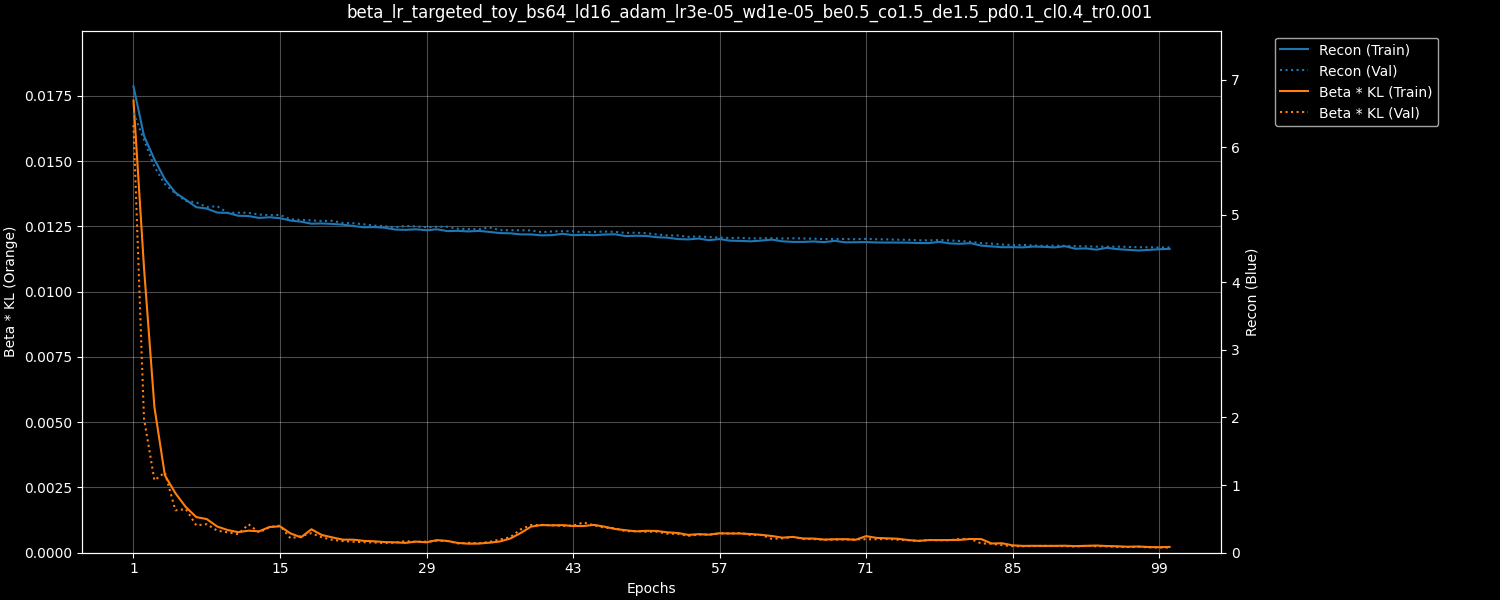 beta_lr_targeted_toy_bs64_ld16_adam_lr3e-05_wd1e-05_be0.5_co1.5_de1.5_pd0.1_cl0.4_tr0.001
Recon (Train)
Recon (Val)
Beta * KL (Train)
Beta * KL (Val)
Beta * KL (Orange)
0.0175
0.0150
0.0125
0.0100
0.0075
0.0050
0.0025
0.0000
7
6
5
4
3
2
1
0
Recon (Blue)
1 15 29 43 57 71 85 99
Epochs